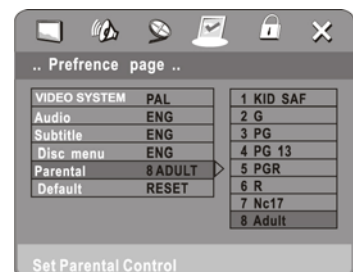 .. Prefrence page ..
VIDEO SYSTEM PAL
Audio ENG
Subtitle ENG
Disc menu ENG
Parental 8 ADULT
Default RESET
1 KID SAF
2 G
3 PG
4 PG 13
5 PGR
6 R
7 Nc17
8 Adult
Set Parental Control